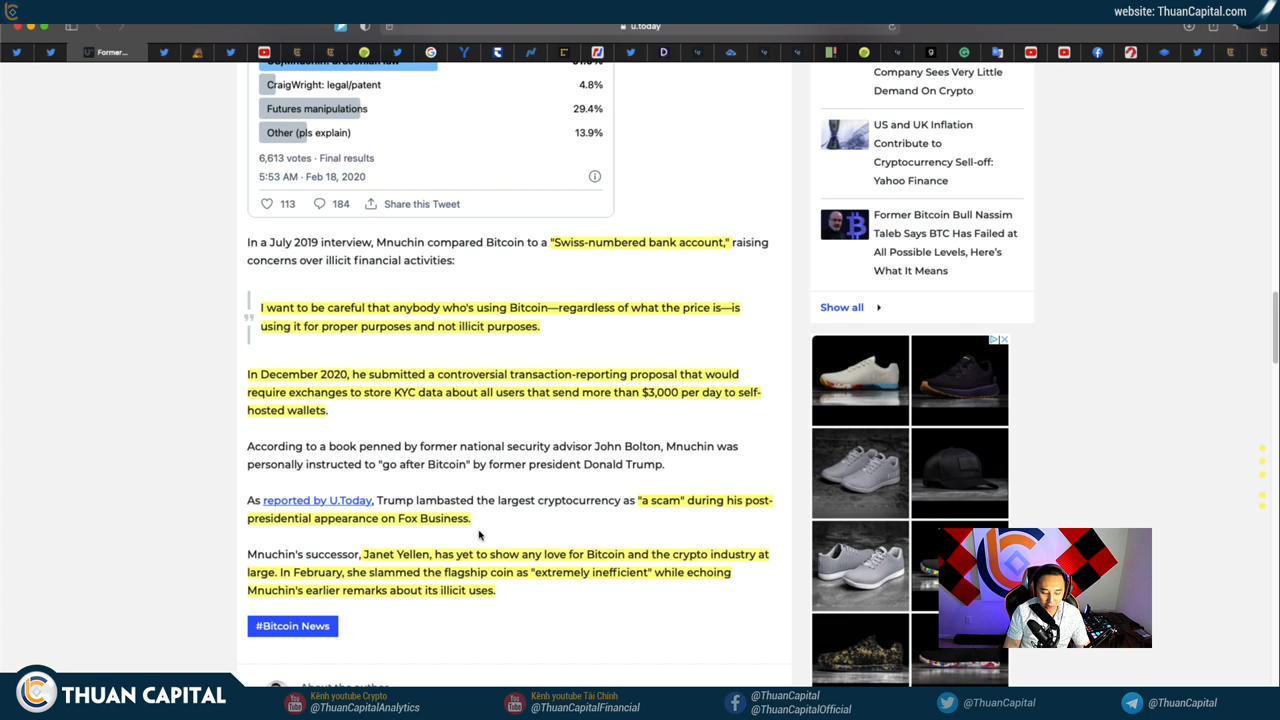 website: ThuanCapital.com
u.today
Former...
CraigWright: legal/patent
4.8%
Futures manipulations
29.4%
Other (pls explain)
13.9%
6,613 votes · Final results
5:53 AM · Feb 18, 2020
113
184
Share this Tweet
In a July 2019 interview, Mnuchin compared Bitcoin to a "Swiss-numbered bank account," raising
concerns over illicit financial activities:
I want to be careful that anybody who's using Bitcoin—regardless of what the price is—is
using it for proper purposes and not illicit purposes.
In December 2020, he submitted a controversial transaction-reporting proposal that would
require exchanges to store KYC data about all users that send more than $3,000 per day to self-
hosted wallets.
According to a book penned by former national security advisor John Bolton, Mnuchin was
personally instructed to "go after Bitcoin" by former president Donald Trump.
As reported by U.Today, Trump lambasted the largest cryptocurrency as "a scam" during his post-
presidential appearance on Fox Business.
Mnuchin's successor, Janet Yellen, has yet to show any love for Bitcoin and the crypto industry at
large. In February, she slammed the flagship coin as "extremely inefficient" while echoing
Mnuchin's earlier remarks about its illicit uses.
#Bitcoin News
About the author
Company Sees Very Little
Demand On Crypto
US and UK Inflation
Contribute to
Cryptocurrency Sell-off:
Yahoo Finance
Former Bitcoin Bull Nassim
Taleb Says BTC Has Failed at
All Possible Levels, Here's
What It Means
Show all
THUAN CAPITAL
Kênh youtube Crypto
@ThuanCapitalAnalytics
Kênh youtube Tài Chính
@ThuanCapitalFinancial
@ThuanCapital
@ThuanCapitalOfficial
@ThuanCapital
@ThuanCapital